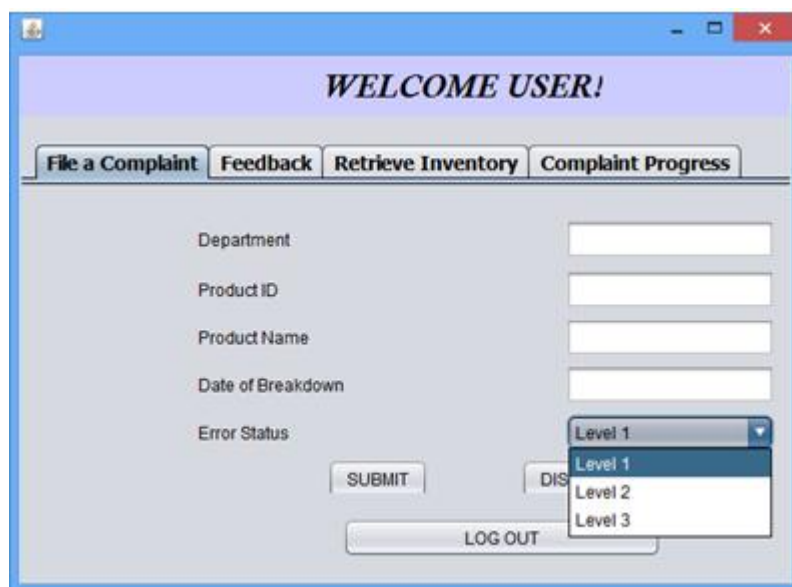 WELCOME USER!
File a Complaint Feedback Retrieve Inventory Complaint Progress
Department
Product ID
Product Name
Date of Breakdown
Error Status Level 1
Level 1
SUBMIT DIS
Level 2
Level 3
LOG OUT